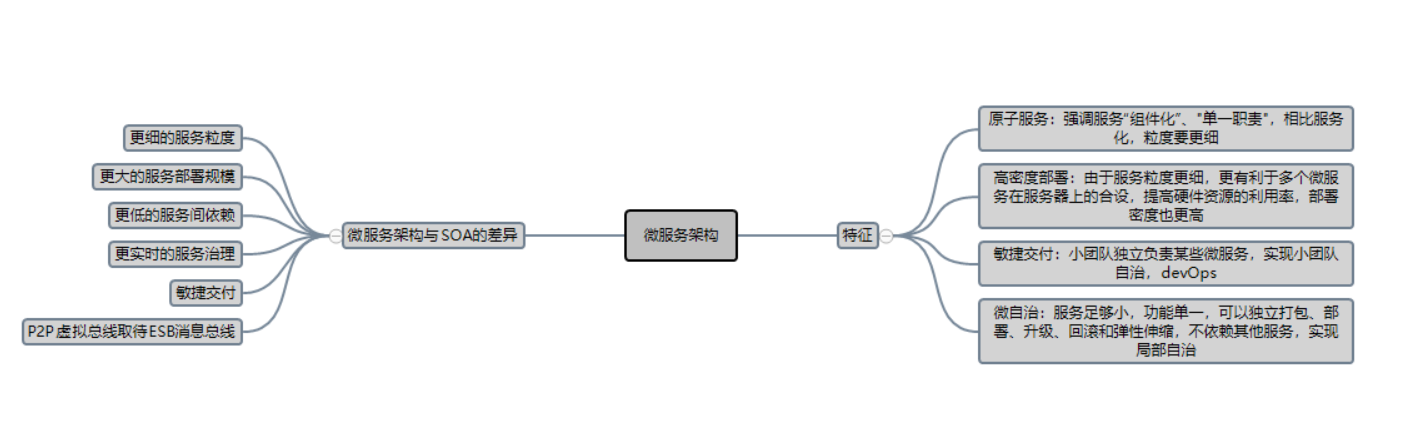 更细的服务粒度
更大的服务部署规模
更低的服务间依赖
更实时的服务治理
敏捷交付
P2P 虚拟总线取待ESB消息总线
微服务架构与 SOA的差异
微服务架构
特征
原子服务：强调服务“组件化”、"单一职责"，相比服务
化，粒度要更细
高密度部署：由于服务粒度更细，更有利于多个微服
务在服务器上的合设，提高硬件资源的利用率，部署
密度也更高
敏捷交付：小团队独立负责某些微服务，实现小团队
自治，devOps
微自治：服务足够小，功能单一，可以独立打包、部
署、升级、回滚和弹性伸缩，不依赖其他服务，实现
局部自治